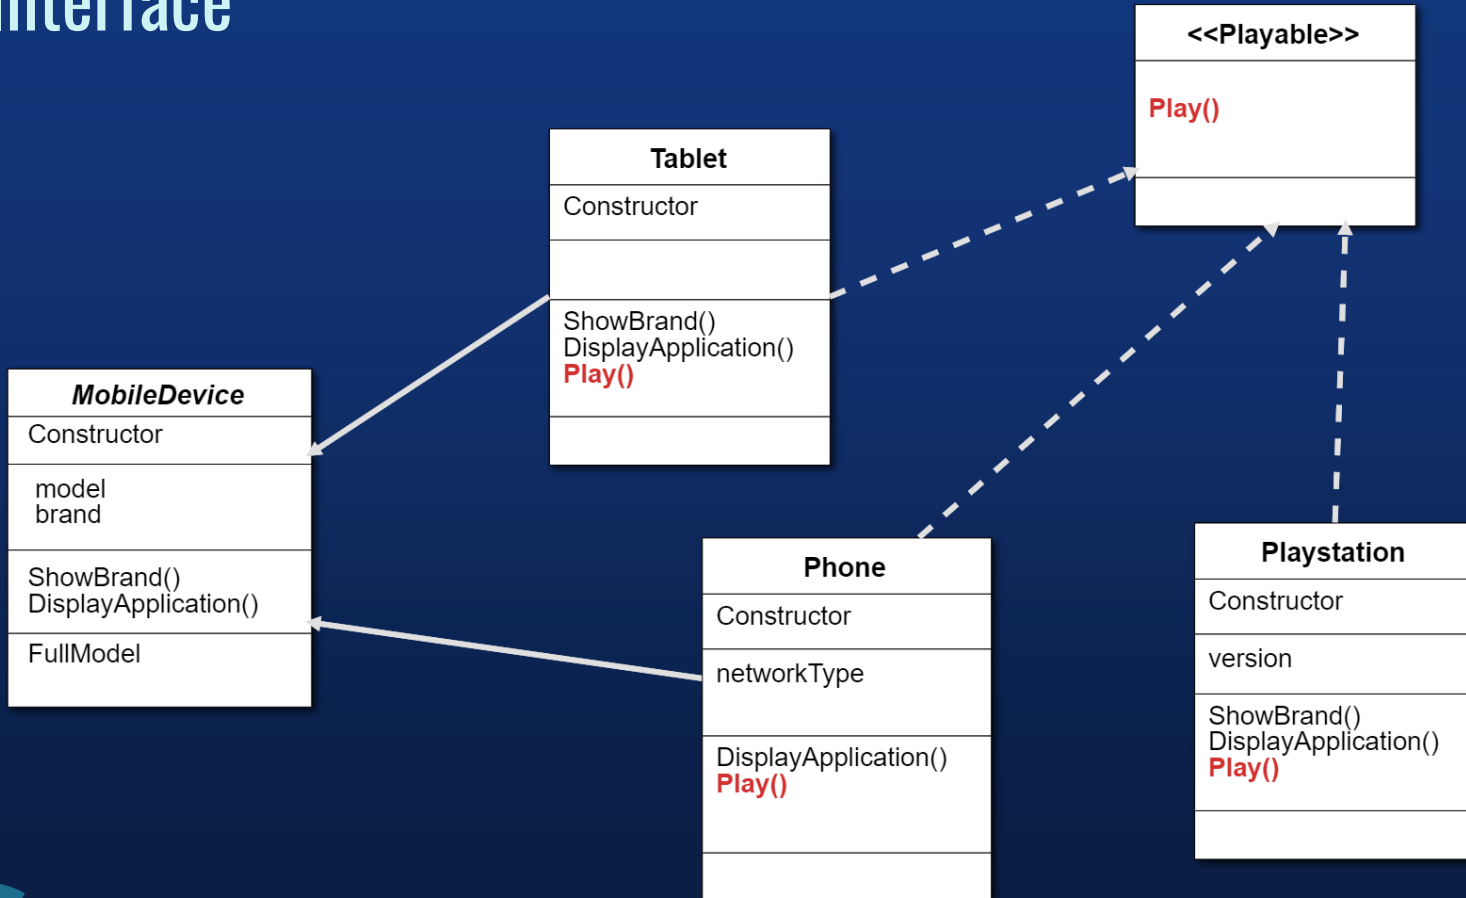 Interface
<<Playable>>
Play()
Tablet
Constructor
ShowBrand()
DisplayApplication()
Play()
MobileDevice
Constructor
model
brand
ShowBrand()
DisplayApplication()
FullModel
Phone
Constructor
networkType
DisplayApplication()
Play()
Playstation
Constructor
version
ShowBrand()
DisplayApplication()
Play()